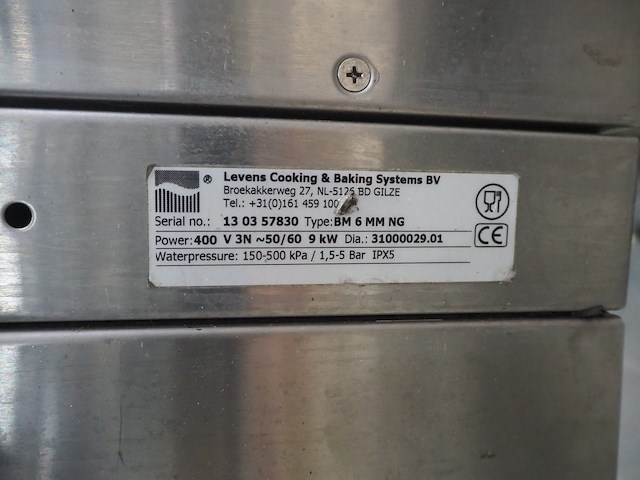 ® Levens Cooking & Baking Systems BV
Broekakkerweg 27, NL-5126 BD GILZE
Tel.: +31(0)161 459 100
Serial no.: 13 03 57830 Type: BM 6 MM NG
Power: 400 V 3N ~50/60 9 kW Dia.: 31000029.01
Waterpressure: 150-500 kPa / 1,5-5 Bar IPX5
CE